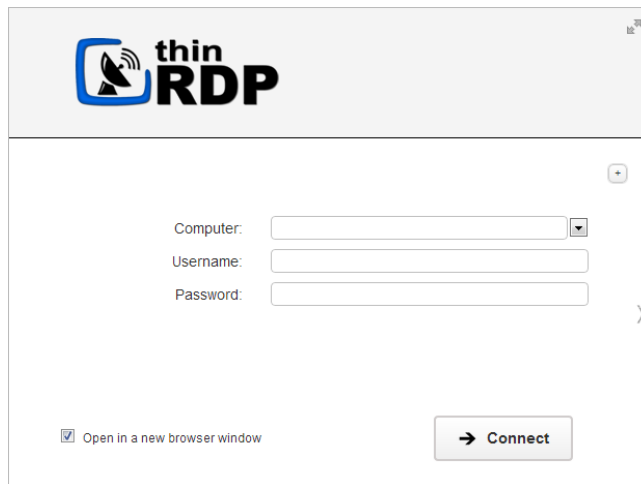 thin
RDP
+
Computer:
Username:
Password:
Open in a new browser window
Connect